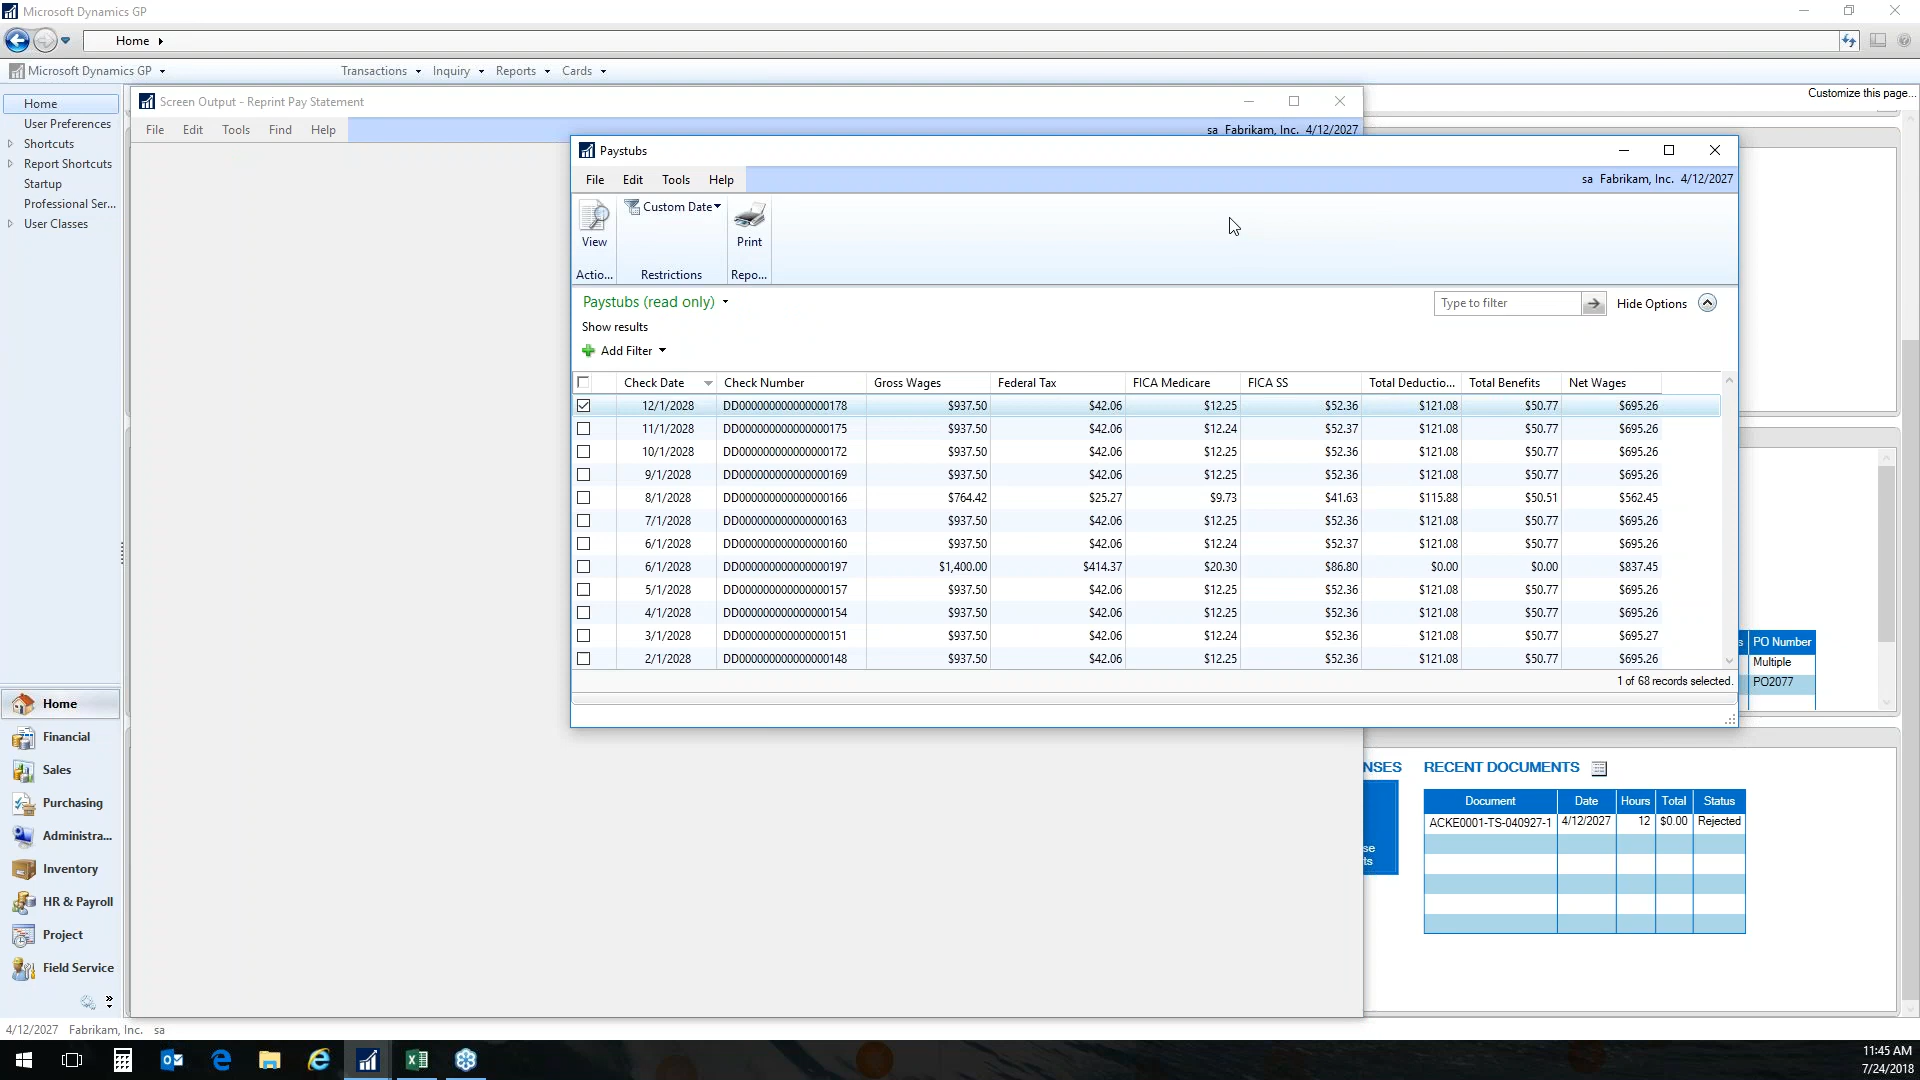 Microsoft Dynamics GP
Home
Microsoft Dynamics GP Transactions Inquiry Reports Cards
Customize this page...
Home
User Preferences
Shortcuts
Report Shortcuts
Startup
Professional Ser...
User Classes
Screen Output - Reprint Pay Statement
File Edit Tools Find Help
sa Fabrikam, Inc. 4/12/2027
Paystubs
File Edit Tools Help
sa Fabrikam, Inc. 4/12/2027
View
Actio...
Custom Date
Restrictions
Print
Repo...
Paystubs (read only)
Type to filter
Hide Options
Show results
Add Filter
Check Date Check Number Gross Wages Federal Tax FICA Medicare FICA SS Total Deductio... Total Benefits Net Wages
12/1/2028 DD000000000000000178 $937.50 $42.06 $12.25 $52.36 $121.08 $50.77 $695.26
11/1/2028 DD000000000000000175 $937.50 $42.06 $12.24 $52.37 $121.08 $50.77 $695.26
10/1/2028 DD000000000000000172 $937.50 $42.06 $12.25 $52.36 $121.08 $50.77 $695.26
9/1/2028 DD000000000000000169 $937.50 $42.06 $12.25 $52.36 $121.08 $50.77 $695.26
8/1/2028 DD000000000000000166 $764.42 $25.27 $9.73 $41.63 $115.88 $50.51 $562.45
7/1/2028 DD000000000000000163 $937.50 $42.06 $12.25 $52.36 $121.08 $50.77 $695.26
6/1/2028 DD000000000000000160 $937.50 $42.06 $12.24 $52.37 $121.08 $50.77 $695.26
6/1/2028 DD000000000000000197 $1,400.00 $414.37 $20.30 $86.80 $0.00 $0.00 $837.45
5/1/2028 DD000000000000000157 $937.50 $42.06 $12.25 $52.36 $121.08 $50.77 $695.26
4/1/2028 DD000000000000000154 $937.50 $42.06 $12.25 $52.36 $121.08 $50.77 $695.26
3/1/2028 DD000000000000000151 $937.50 $42.06 $12.24 $52.36 $121.08 $50.77 $695.27
2/1/2028 DD000000000000000148 $937.50 $42.06 $12.25 $52.36 $121.08 $50.77 $695.26
1 of 68 records selected.
s PO Number
Multiple
PO2077
Home
Financial
Sales
Purchasing
Administra...
Inventory
HR & Payroll
Project
Field Service
NSES
se
ts
RECENT DOCUMENTS
Document Date Hours Total Status
ACKE0001-TS-040927-1 4/12/2027 12 $0.00 Rejected
4/12/2027 Fabrikam, Inc. sa
11:45 AM
7/24/2018